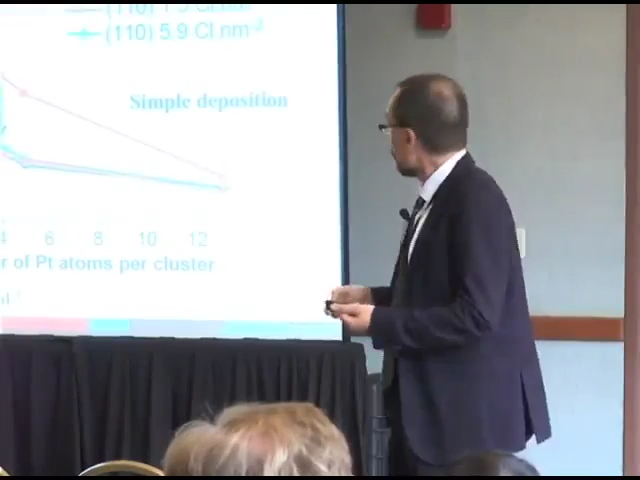 (110) 5.9 Cl nm-2
Simple deposition
4 6 8 10 12
r of Pt atoms per cluster